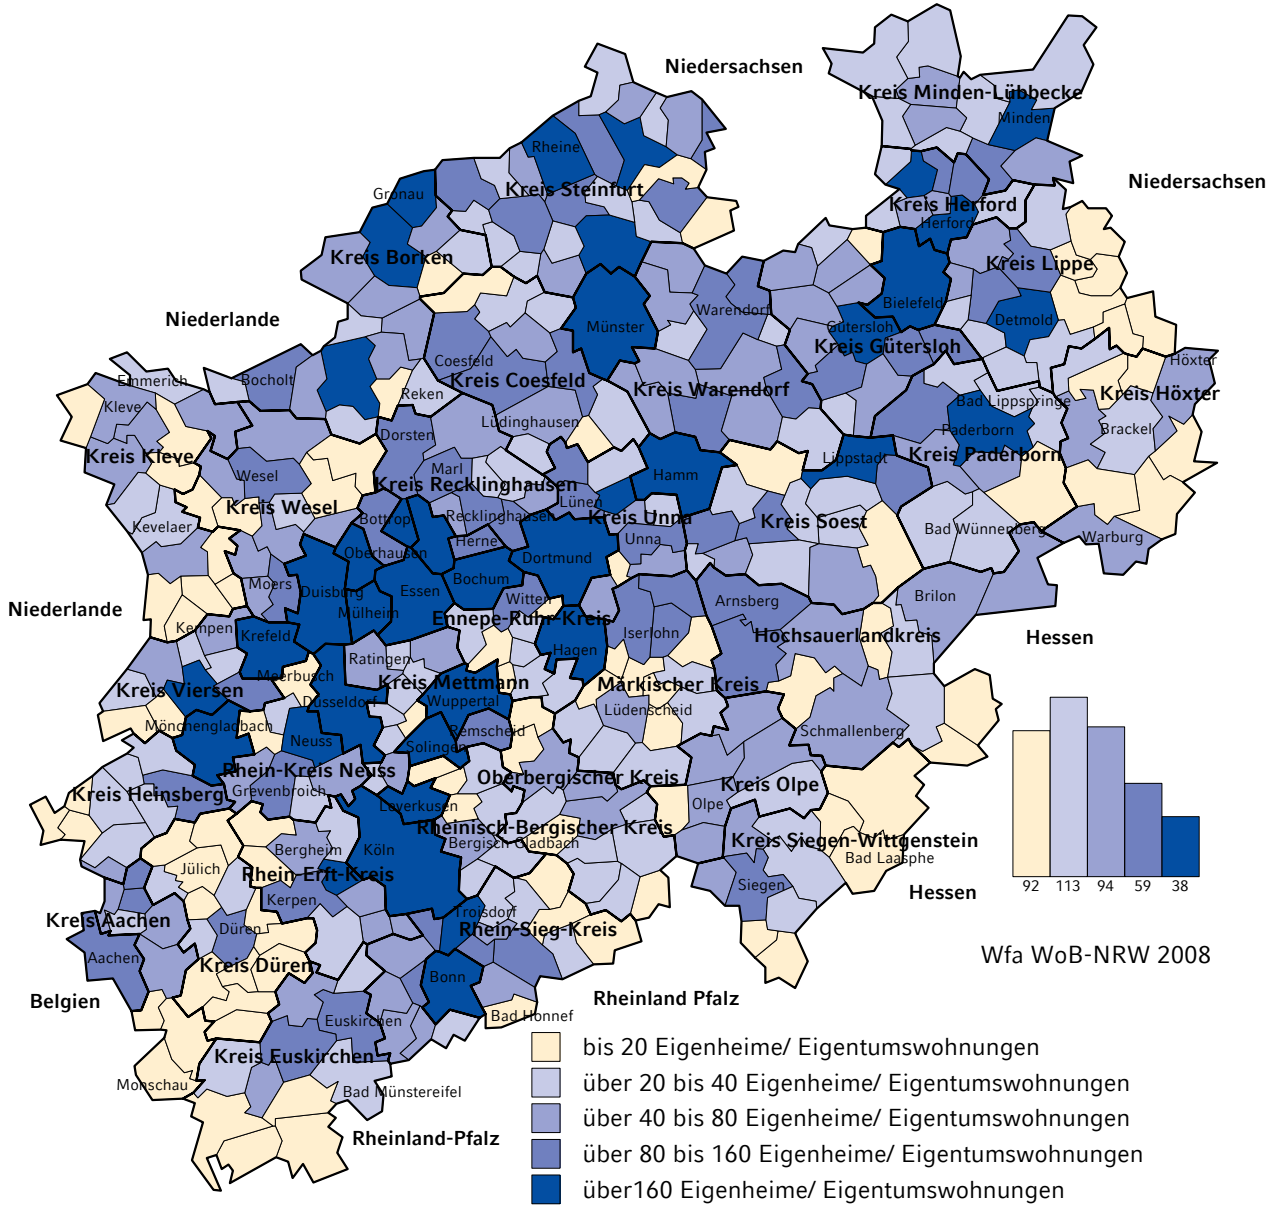 Niedersachsen
Kreis Minden-Lübbecke
Minden
Rheine
Niedersachsen
Kreis Steinfurt
Gronau
Kreis Herford
Herford
Kreis Borken
Kreis Lippe
Bielefeld
Warendorf
Niederlande
Münster
Gütersloh
Detmold
Kreis Gütersloh
Höxter
Coesfeld
Emmerich
Bocholt
Kreis Coesfeld
Kreis Warendorf
Reken
Kreis Höxter
Bad Lippspringe
Kleve
Lüdinghausen
Paderborn
Brackel
Dorsten
Kreis Kleve
Kreis Paderborn
Lippstadt
Marl
Wesel
Hamm
Kreis Recklinghausen
Kreis Wesel
Lünen
Bottrop
Recklinghausen
Kreis Unna
Kreis Soest
Kevelaer
Bad Wünnenberg
Warburg
Herne
Unna
Oberhausen
Dortmund
Bochum
Moers
Duisburg
Essen
Brilon
Niederlande
Mülheim
Witten
Arnsberg
Ennepe-Ruhr-Kreis
Kempen
Krefeld
Iserlohn
Hochsauerlandkreis
Hessen
Hagen
Ratingen
Meerbusch
Kreis Mettmann
Märkischer Kreis
Kreis Viersen
Düsseldorf
Wuppertal
Lüdenscheid
Mönchengladbach
Neuss
Remscheid
Schmallenberg
Solingen
Rhein-Kreis Neuss
Oberbergischer Kreis
Kreis Olpe
Kreis Heinsberg
Grevenbroich
Leverkusen
Olpe
Rheinisch-Bergischer Kreis
Bergisch Gladbach
Kreis Siegen-Wittgenstein
Bergheim
Köln
Bad Laasphe
Jülich
Rhein Erft-Kreis
Siegen
Hessen
Kerpen
92 113 94 59 38
Kreis Aachen
Troisdorf
Düren
Rhein-Sieg-Kreis
Aachen
Kreis Düren
Wfa WoB-NRW 2008
Bonn
Belgien
Rheinland Pfalz
Bad Honnef
Euskirchen
Kreis Euskirchen
Monschau
Bad Münstereifel
Rheinland-Pfalz
bis 20 Eigenheime/ Eigentumswohnungen
über 20 bis 40 Eigenheime/ Eigentumswohnungen
über 40 bis 80 Eigenheime/ Eigentumswohnungen
über 80 bis 160 Eigenheime/ Eigentumswohnungen
über160 Eigenheime/ Eigentumswohnungen